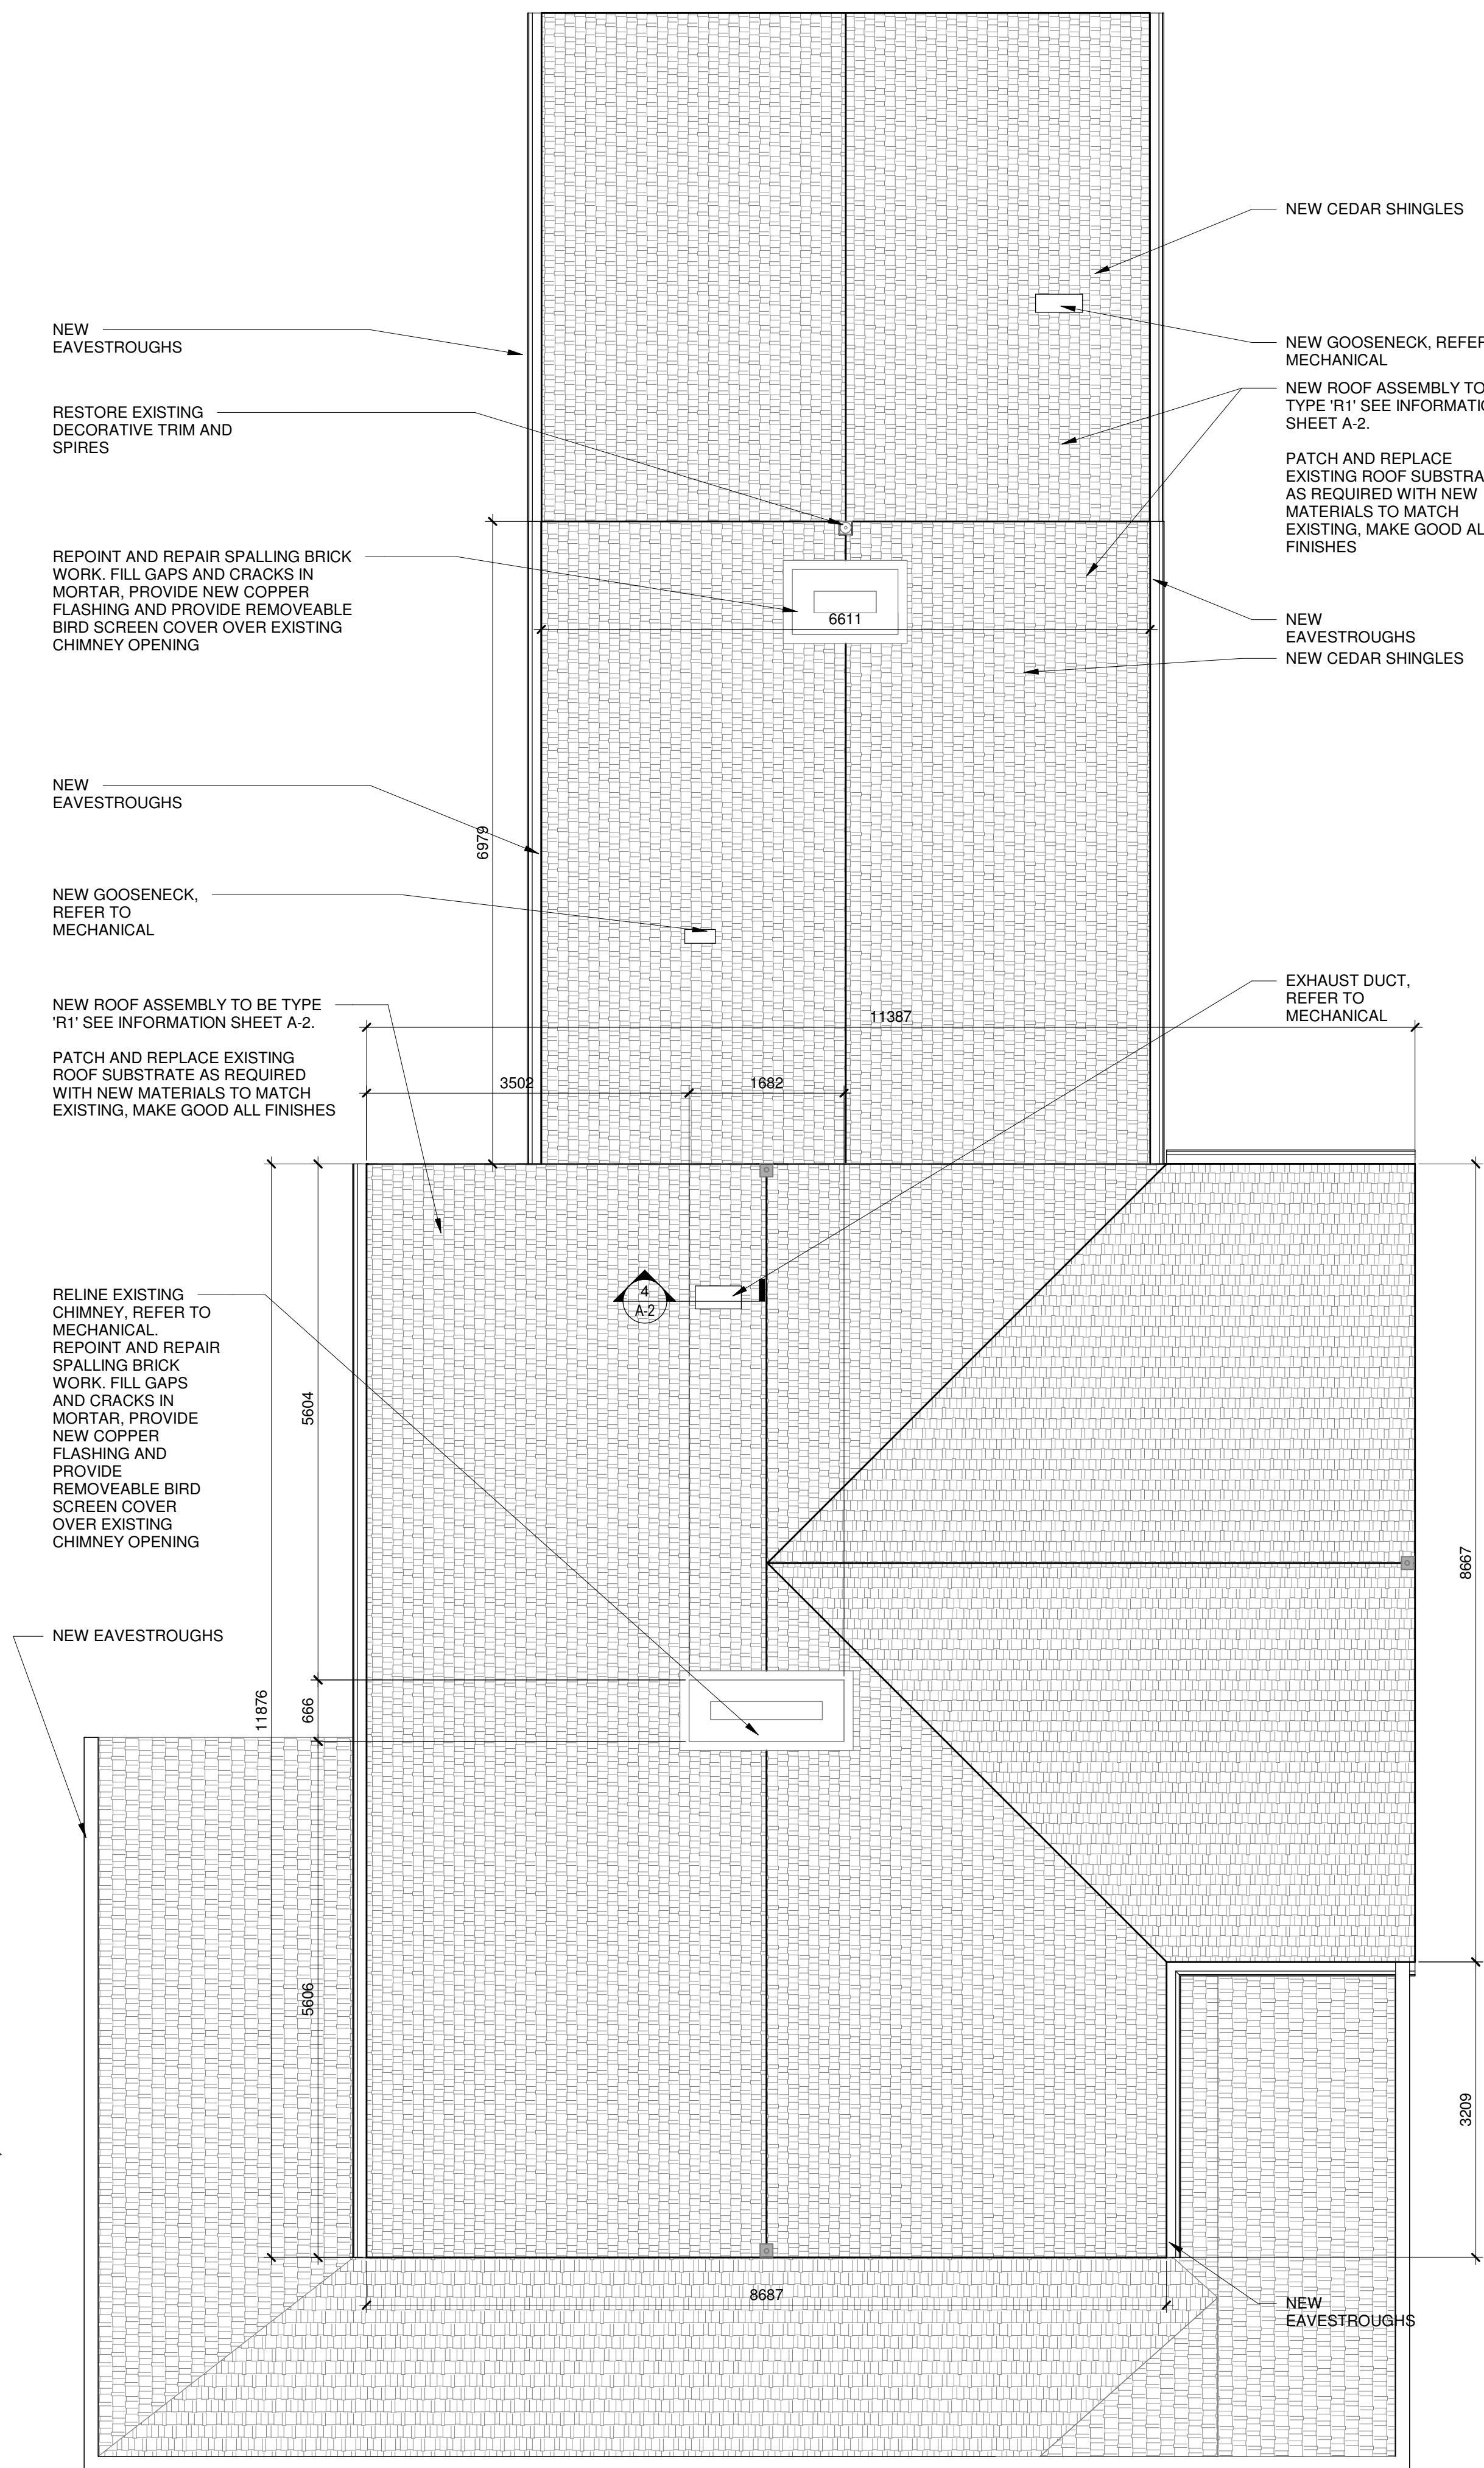 NEW CEDAR SHINGLES
NEW
EAVESTROUGHS
NEW GOOSENECK, REFER
MECHANICAL
NEW ROOF ASSEMBLY TO
TYPE 'R1' SEE INFORMATIO
SHEET A-2.
PATCH AND REPLACE
EXISTING ROOF SUBSTRA
AS REQUIRED WITH NEW
MATERIALS TO MATCH
EXISTING, MAKE GOOD AL
FINISHES
RESTORE EXISTING
DECORATIVE TRIM AND
SPIRES
REPOINT AND REPAIR SPALLING BRICK
WORK. FILL GAPS AND CRACKS IN
MORTAR, PROVIDE NEW COPPER
FLASHING AND PROVIDE REMOVEABLE
BIRD SCREEN COVER OVER EXISTING
CHIMNEY OPENING
6611
NEW
EAVESTROUGHS
NEW CEDAR SHINGLES
NEW
EAVESTROUGHS
6979
NEW GOOSENECK,
REFER TO
MECHANICAL
EXHAUST DUCT,
REFER TO
MECHANICAL
NEW ROOF ASSEMBLY TO BE TYPE
'R1' SEE INFORMATION SHEET A-2.
PATCH AND REPLACE EXISTING
ROOF SUBSTRATE AS REQUIRED
WITH NEW MATERIALS TO MATCH
EXISTING, MAKE GOOD ALL FINISHES
11387
3502
1682
4
A-2
RELINE EXISTING
CHIMNEY, REFER TO
MECHANICAL.
REPOINT AND REPAIR
SPALLING BRICK
WORK. FILL GAPS
AND CRACKS IN
MORTAR, PROVIDE
NEW COPPER
FLASHING AND
PROVIDE
REMOVEABLE BIRD
SCREEN COVER
OVER EXISTING
CHIMNEY OPENING
5604
8667
NEW EAVESTROUGHS
11876
666
5606
3209
8687
NEW
EAVESTROUGHS